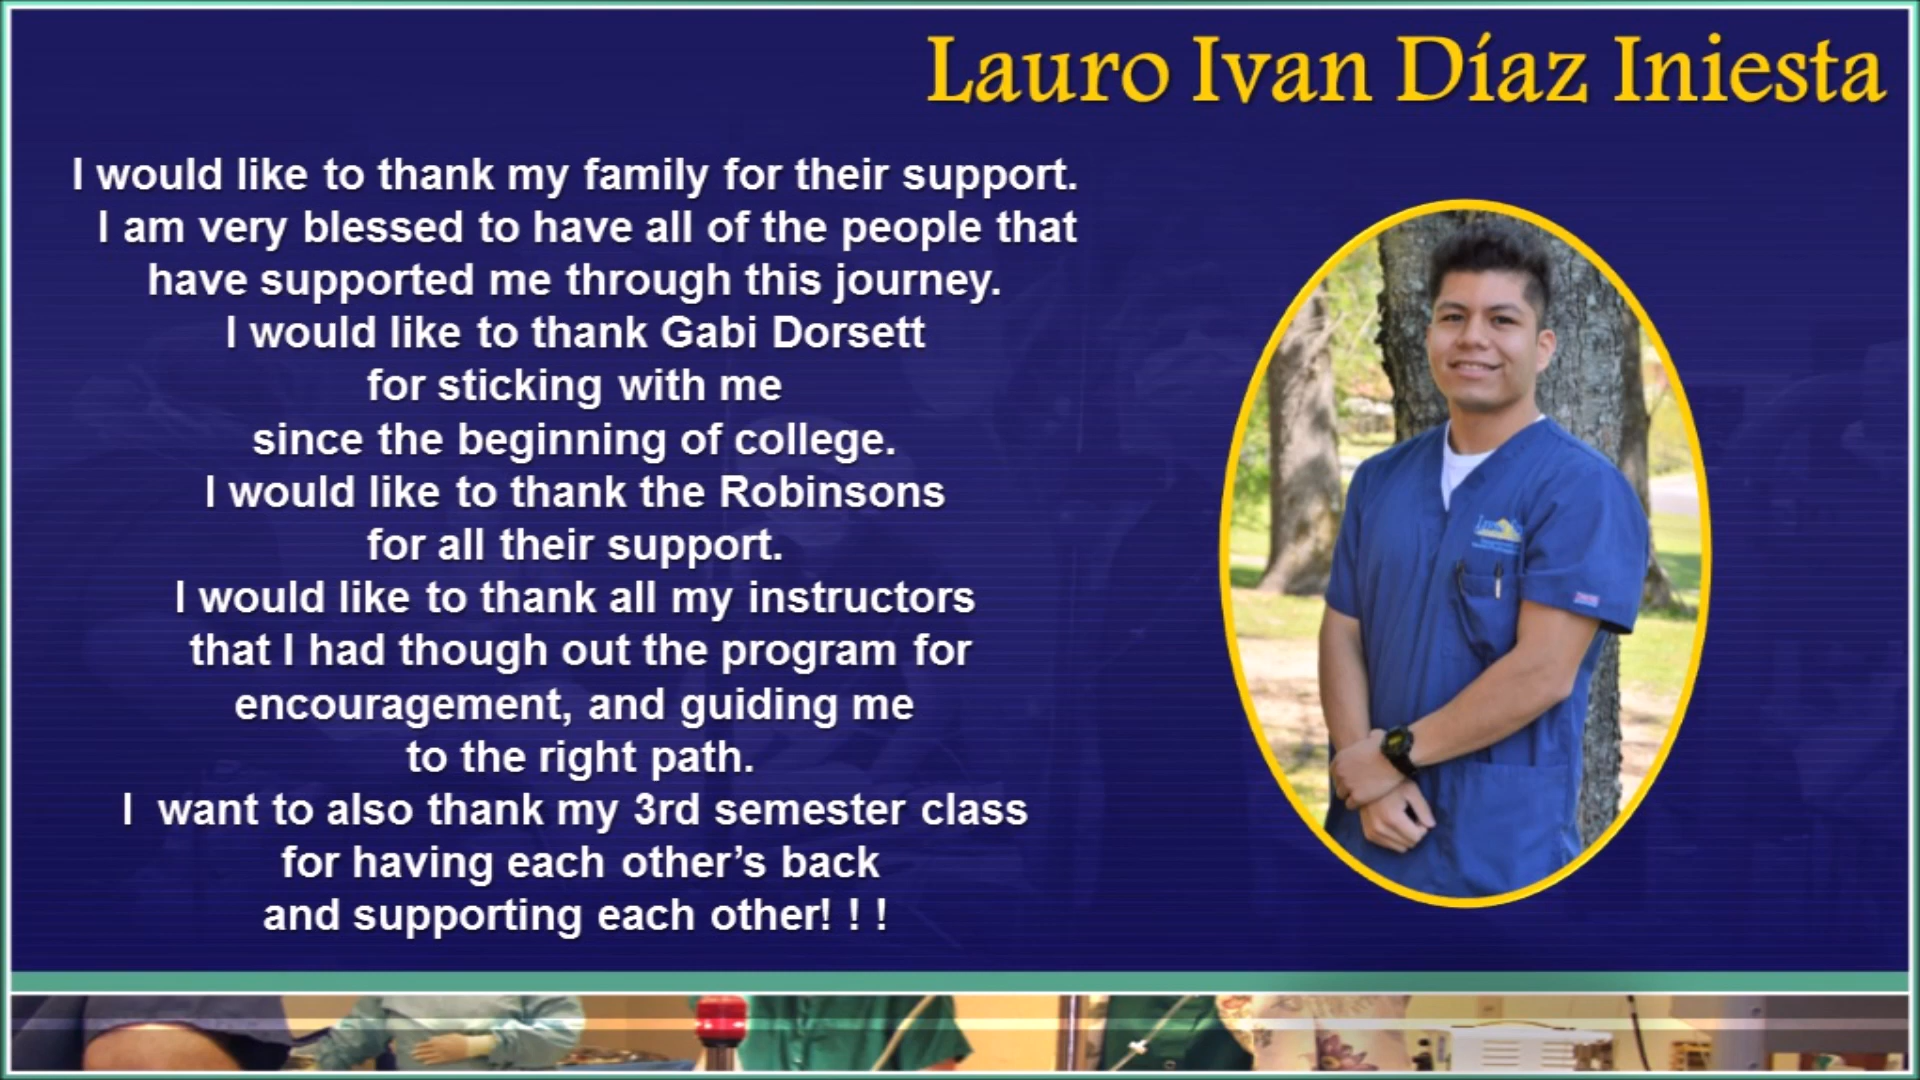 Lauro Ivan Díaz Iniesta
I would like to thank my family for their support.
I am very blessed to have all of the people that
have supported me through this journey.
I would like to thank Gabi Dorsett
for sticking with me
since the beginning of college.
I would like to thank the Robinsons
for all their support.
I would like to thank all my instructors
that I had though out the program for
encouragement, and guiding me
to the right path.
I  want to also thank my 3rd semester class
for having each other’s back
and supporting each other! ! !